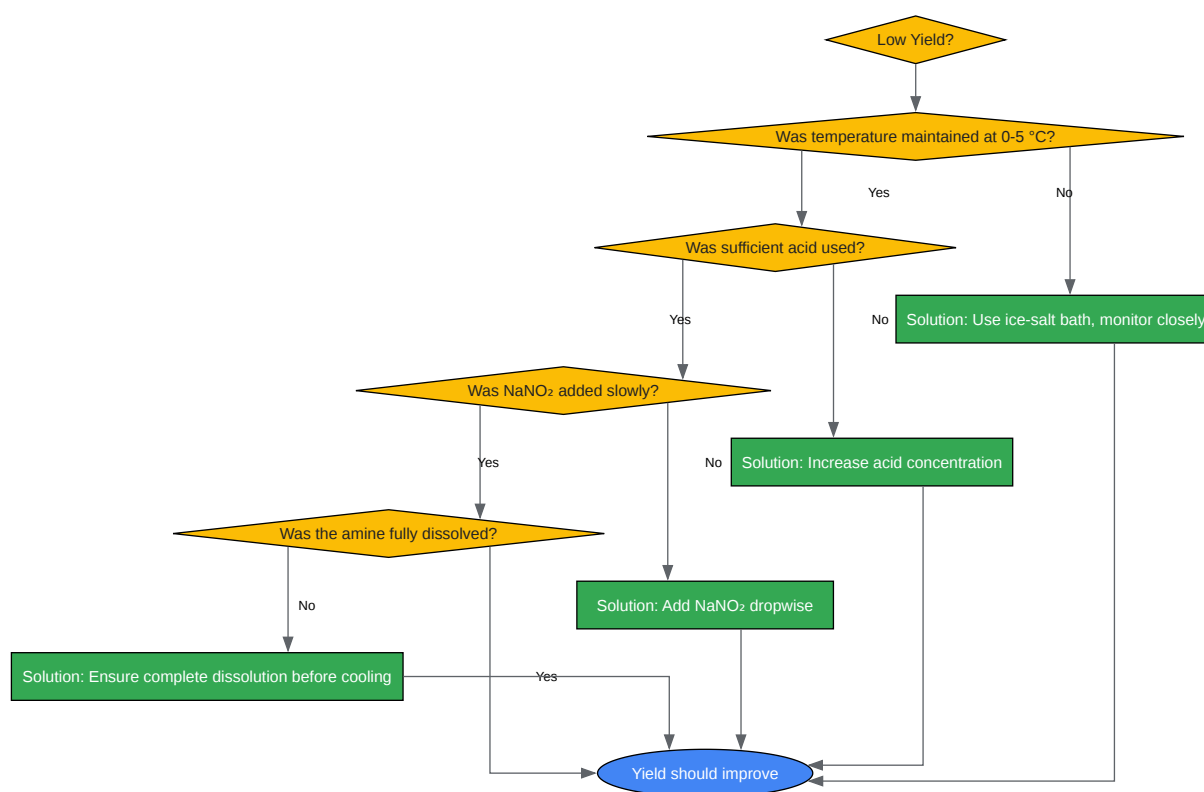 Low Yield?
Was temperature maintained at 0-5 °C?
Yes
No
Was sufficient acid used?
Yes
No
Solution: Use ice-salt bath, monitor closely
Was NaNO₂ added slowly?
Yes
No
Solution: Increase acid concentration
Was the amine fully dissolved?
No
Solution: Add NaNO₂ dropwise
Solution: Ensure complete dissolution before cooling
Yes
Yield should improve